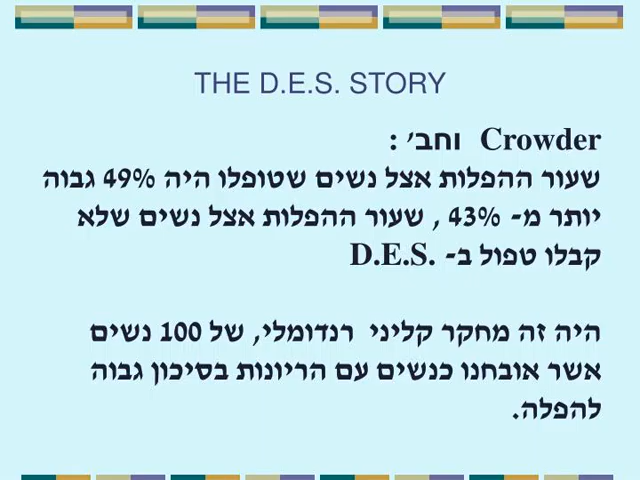 THE D.E.S. STORY
Crowder וחב' :
שעור ההפלות אצל נשים שטופלו היה 49% גבוה
יותר מ- 43% , שעור ההפלות אצל נשים שלא
קבלו טפול ב- D.E.S.
היה זה מחקר קליני רנדומלי, של 100 נשים
אשר אובחנו כנשים עם הריונות בסיכון גבוה
להפלה.